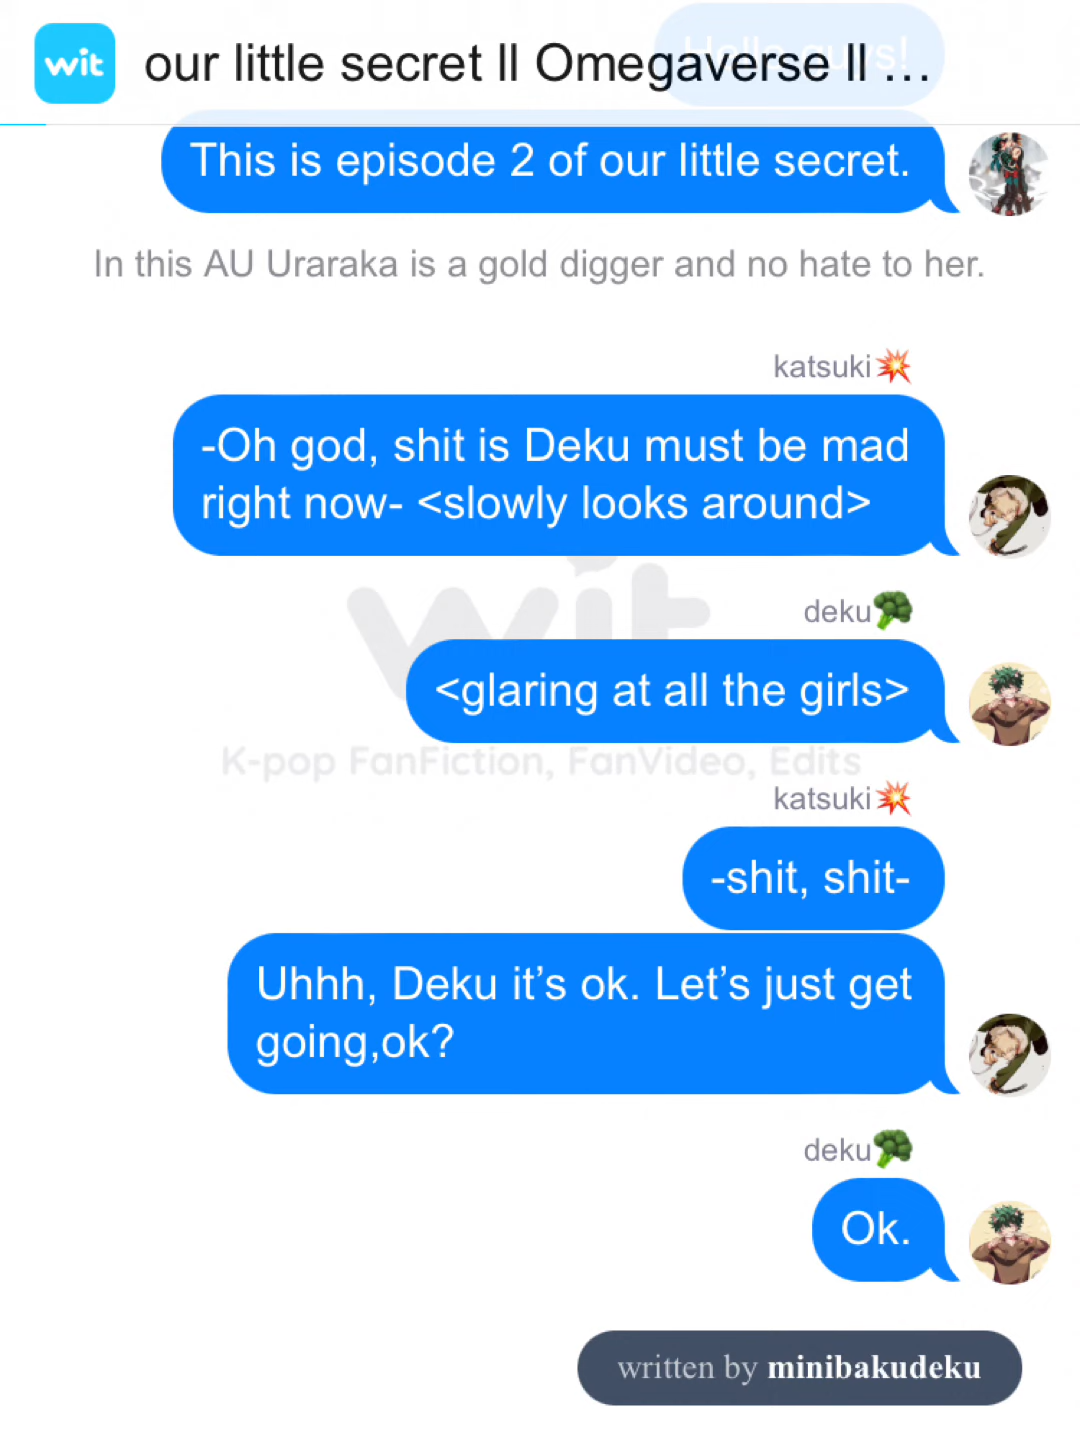 Hello guys!
wit our little secret ll Omegaverse ll ...
This is episode 2 of our little secret.
In this AU Uraraka is a gold digger and no hate to her.
katsuki💥
-Oh god, shit is Deku must be mad
right now- <slowly looks around>
wit
deku🥦
<glaring at all the girls>
K-pop FanFiction, FanVideo, Edits
katsuki💥
-shit, shit-
Uhhh, Deku it’s ok. Let’s just get
going,ok?
deku🥦
Ok.
written by minibakudeku